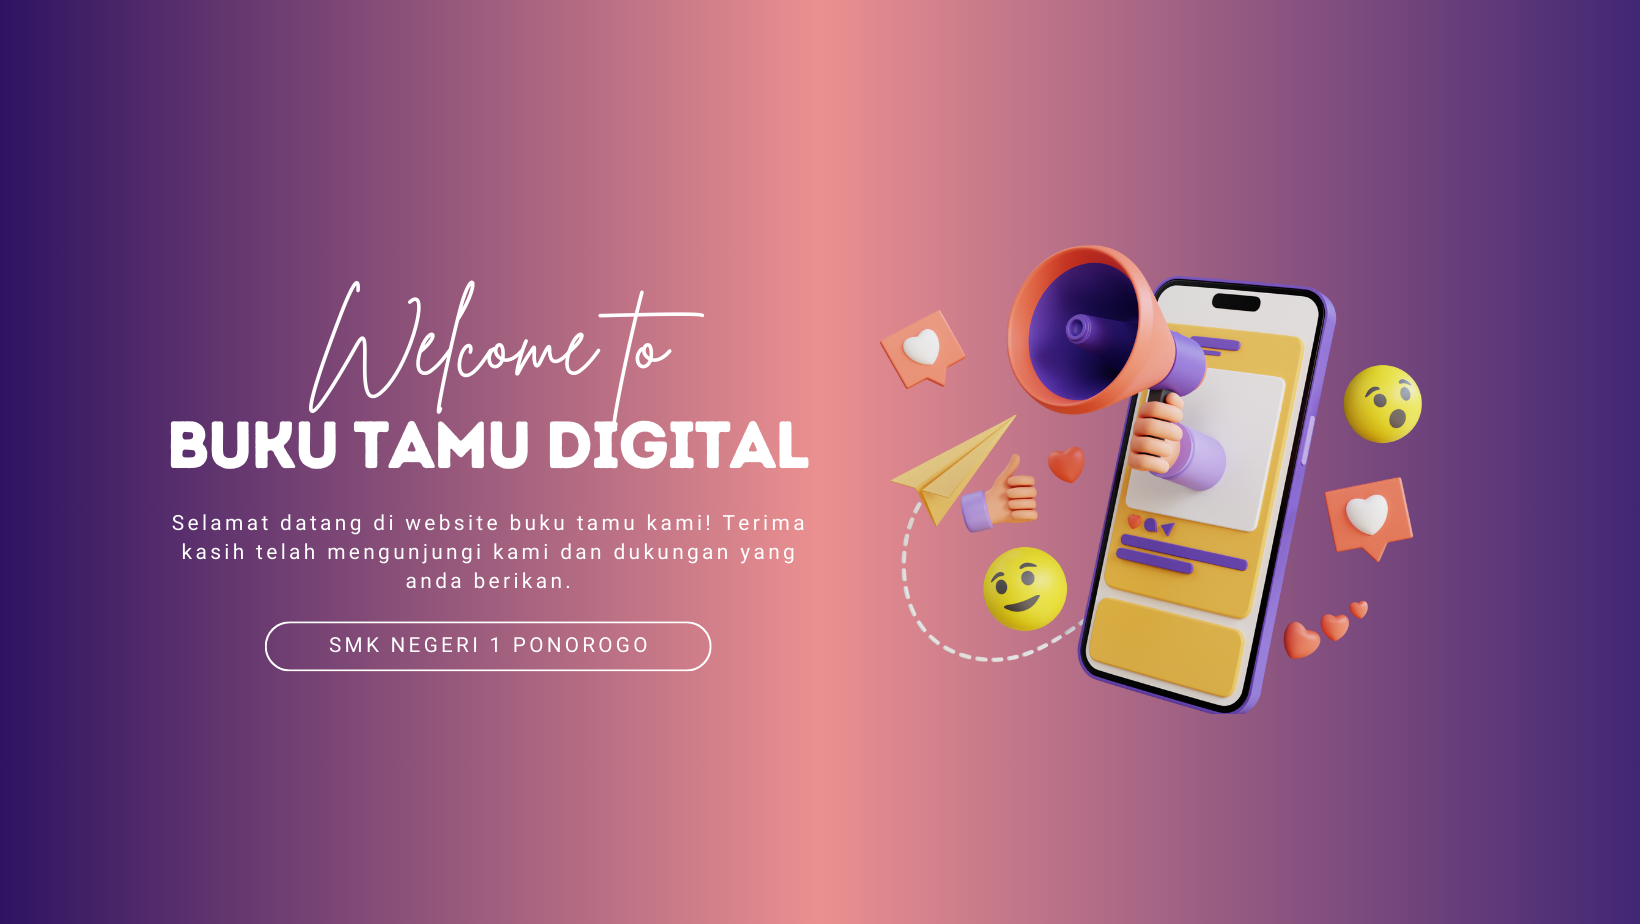 Welcome to
BUKU TAMU DIGITAL
Selamat datang di website buku tamu kami! Terima
kasih telah mengunjungi kami dan dukungan yang
anda berikan.
SMK NEGERI 1 PONOROGO